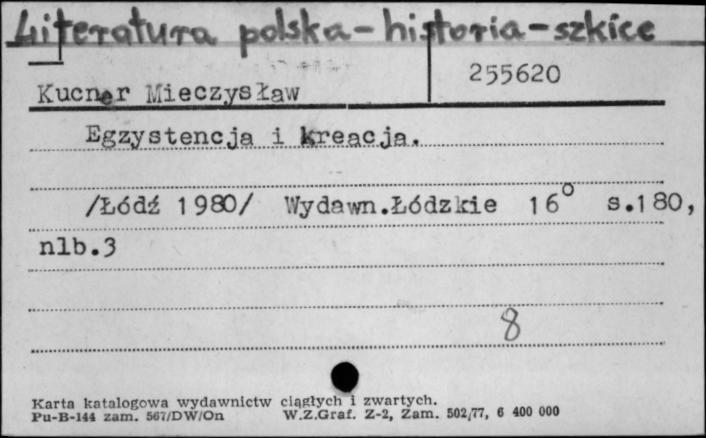 Literatura polska - historia - szkice
255620
Kucner Mieczysław
Egzystencja i kreacja.
/Łódź 1980/ Wydawn.Łódzkie 16° s.180,
nlb.3
8
Karta katalogowa wydawnictw ciągłych i zwartych.
Pu-B-144 zam. 567/DW/On W.Z.Graf. Z-2, Zam. 502/77, 6 400 000